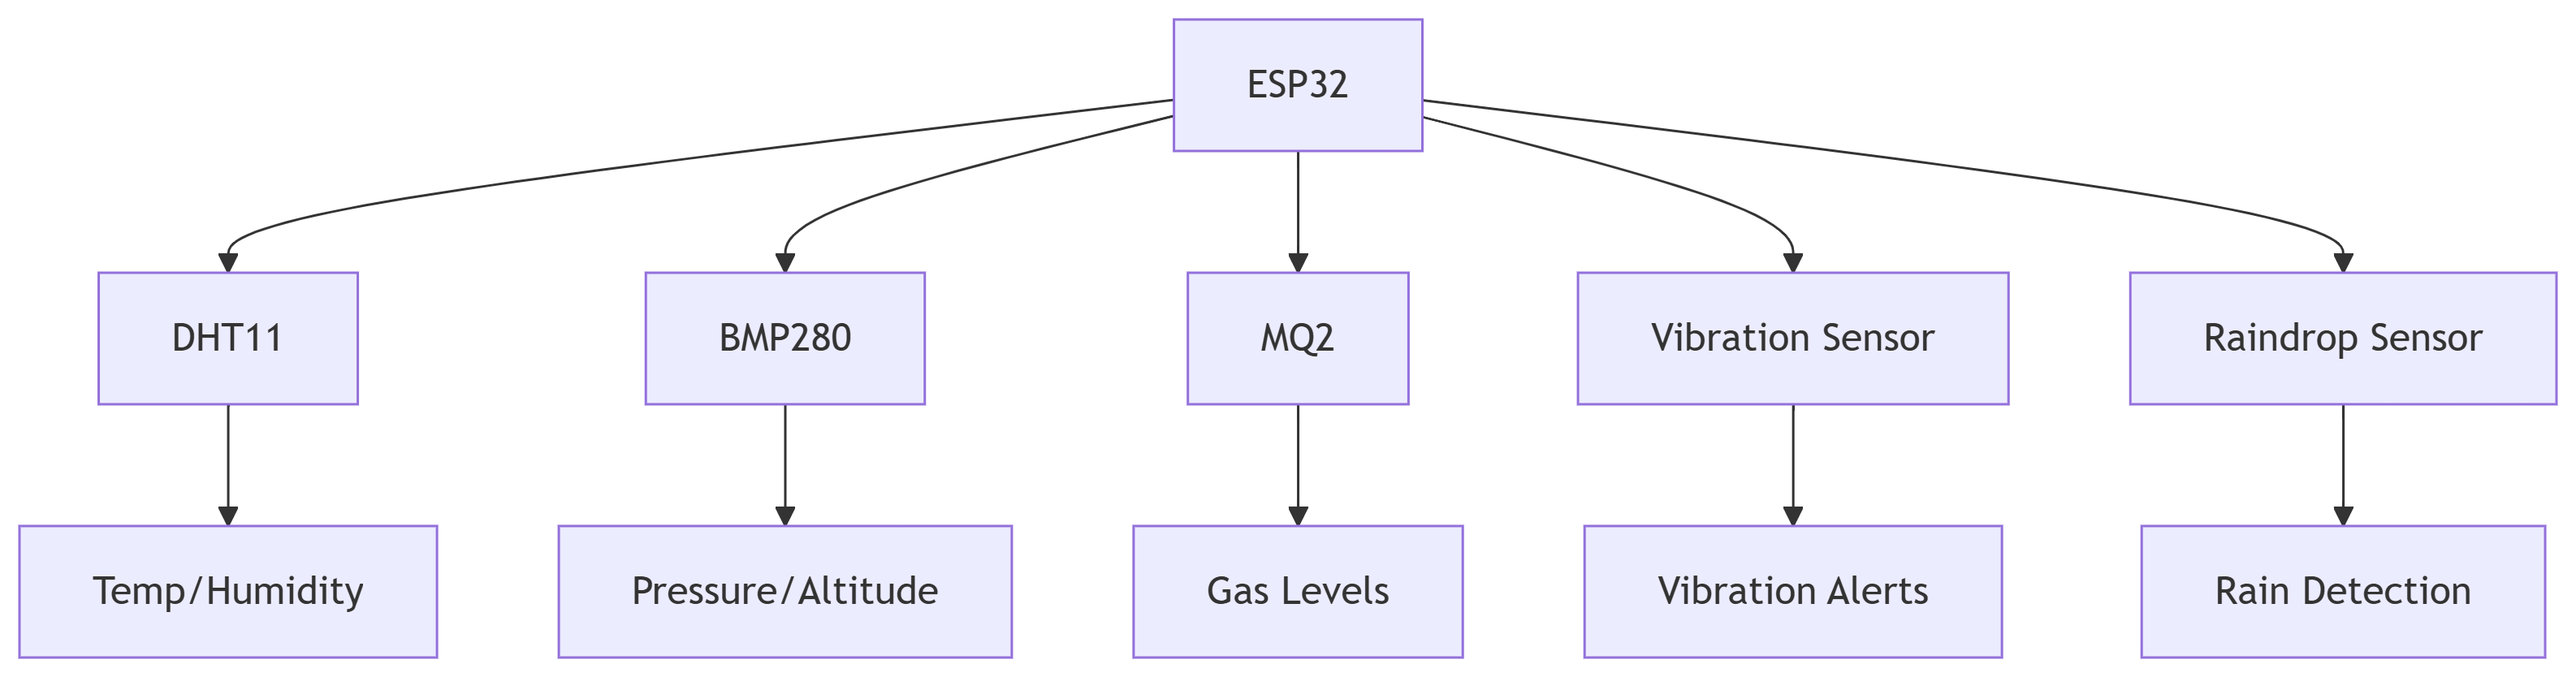 ESP32
DHT11
BMP280
MQ2
Vibration Sensor
Raindrop Sensor
Temp/Humidity
Pressure/Altitude
Gas Levels
Vibration Alerts
Rain Detection